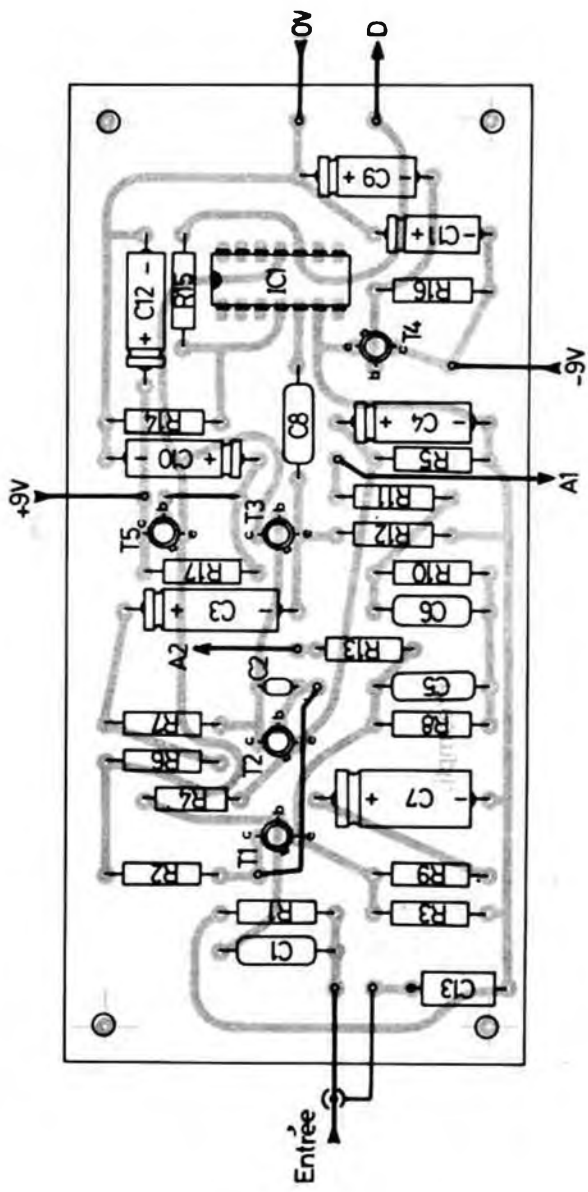 0V
D
C9
+
C11
+
-
R16
C12
+
-
R15
IC1
T4
e
b
c
-9V
R14
C10
-
+
C8
C4
+
-
R5
A1
+9V
R11
T5
c
b
e
T3
c
b
e
R12
R17
R10
C3
+
-
C6
A2
R13
C2
C5
R7
R8
R6
T2
c
b
e
R4
C7
+
-
T1
c
b
e
R2
R9
R1
R3
C1
C13
Entrée